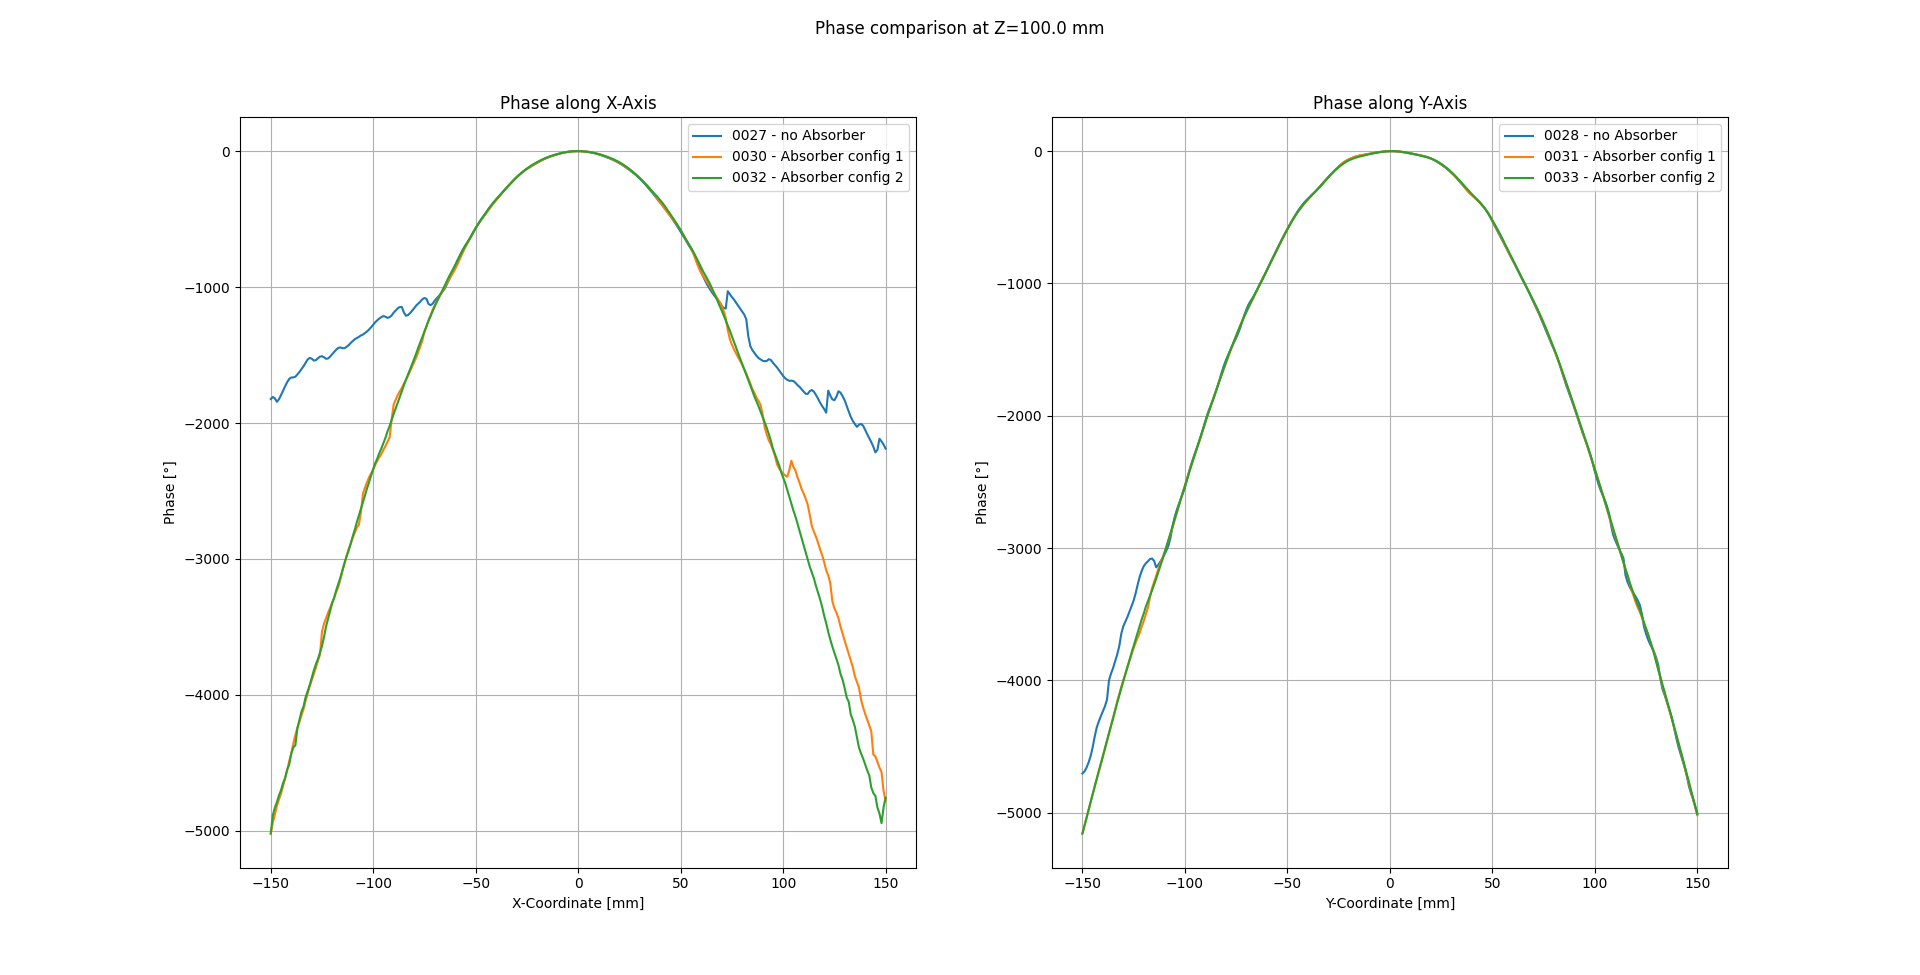 Phase comparison at Z=100.0 mm
Phase along X-Axis
0027 - no Absorber
0030 - Absorber config 1
0032 - Absorber config 2
0
−1000
−2000
−3000
−4000
−5000
Phase [°]
−150
−100
−50
0
50
100
150
X-Coordinate [mm]
Phase along Y-Axis
0028 - no Absorber
0031 - Absorber config 1
0033 - Absorber config 2
0
−1000
−2000
−3000
−4000
−5000
Phase [°]
−150
−100
−50
0
50
100
150
Y-Coordinate [mm]